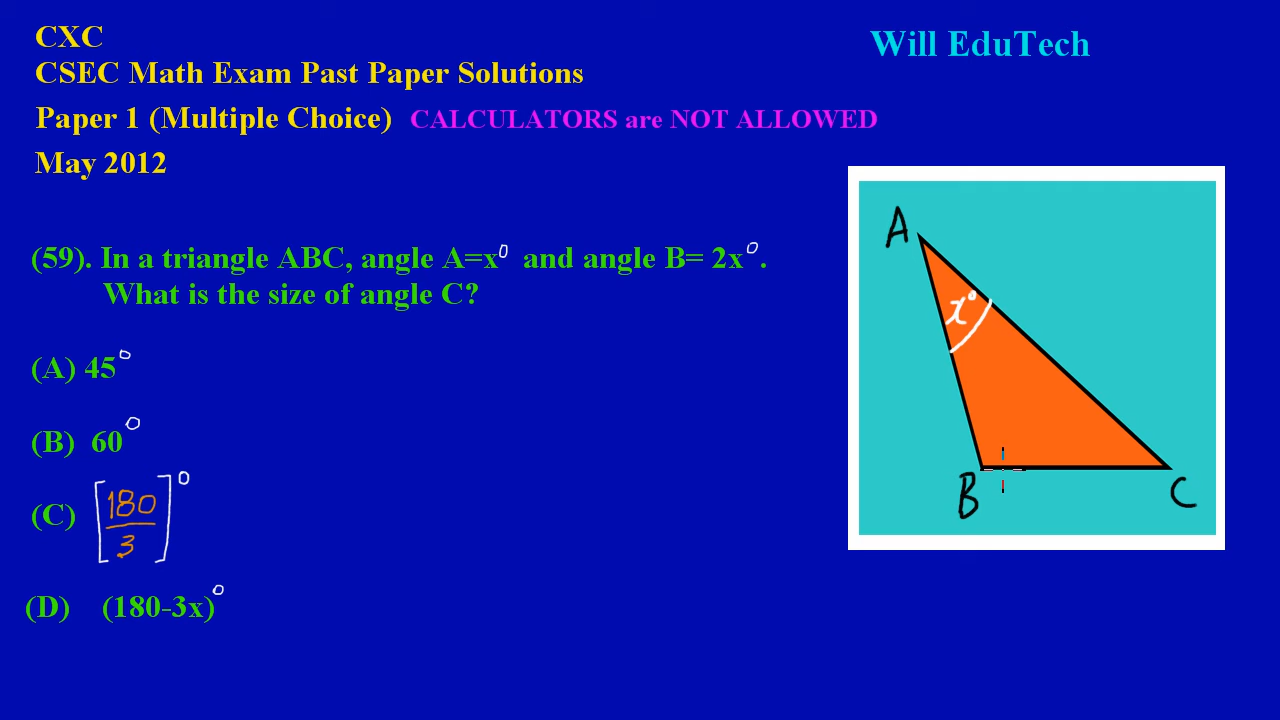 CXC
Will EduTech
CSEC Math Exam Past Paper Solutions
Paper 1 (Multiple Choice) CALCULATORS are NOT ALLOWED
May 2012
(59). In a triangle ABC, angle A=x° and angle B= 2x°.
What is the size of angle C?
(A) 45°
(B) 60°
(C) [180/3]°
(D) (180-3x)°
A
x°
B
C